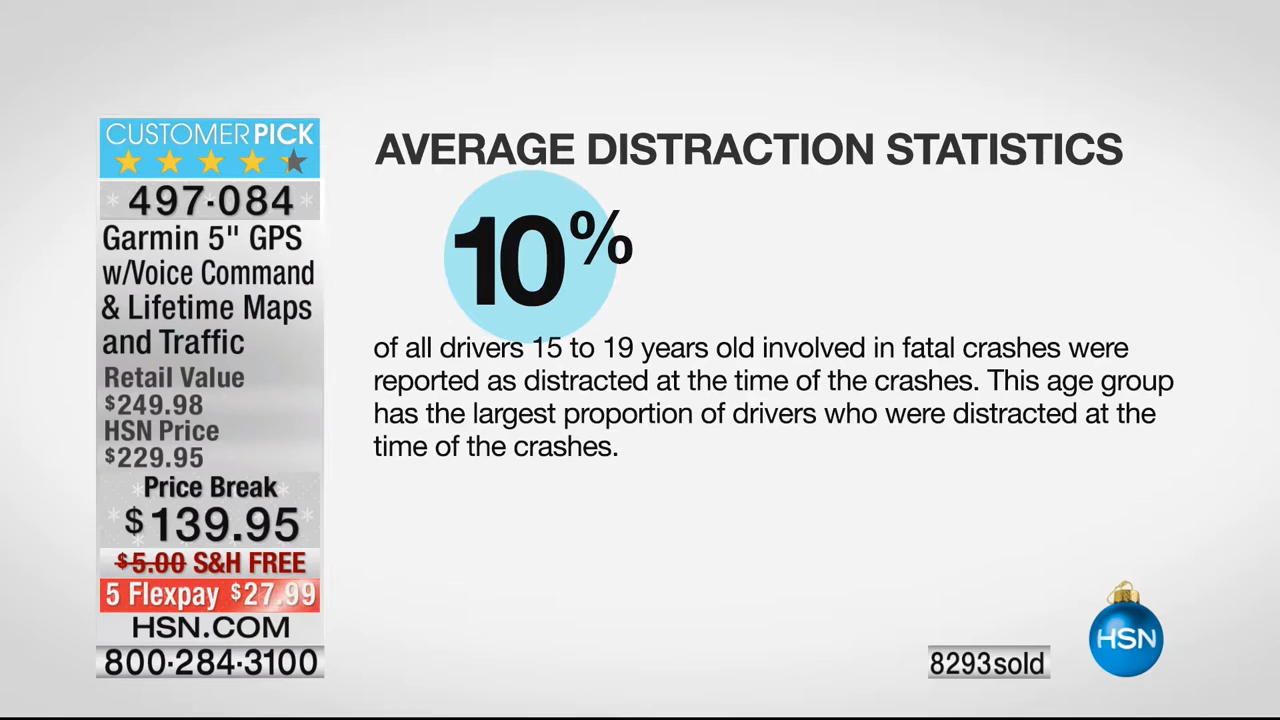 CUSTOMERPICK
497·084
Garmin 5" GPS
w/Voice Command
& Lifetime Maps
and Traffic
Retail Value
$249.98
HSN Price
$229.95
Price Break
$139.95
$5.00 S&H FREE
5 Flexpay $27.99
HSN.COM
800·284·3100
AVERAGE DISTRACTION STATISTICS
10%
of all drivers 15 to 19 years old involved in fatal crashes were
reported as distracted at the time of the crashes. This age group
has the largest proportion of drivers who were distracted at the
time of the crashes.
8293sold
HSN